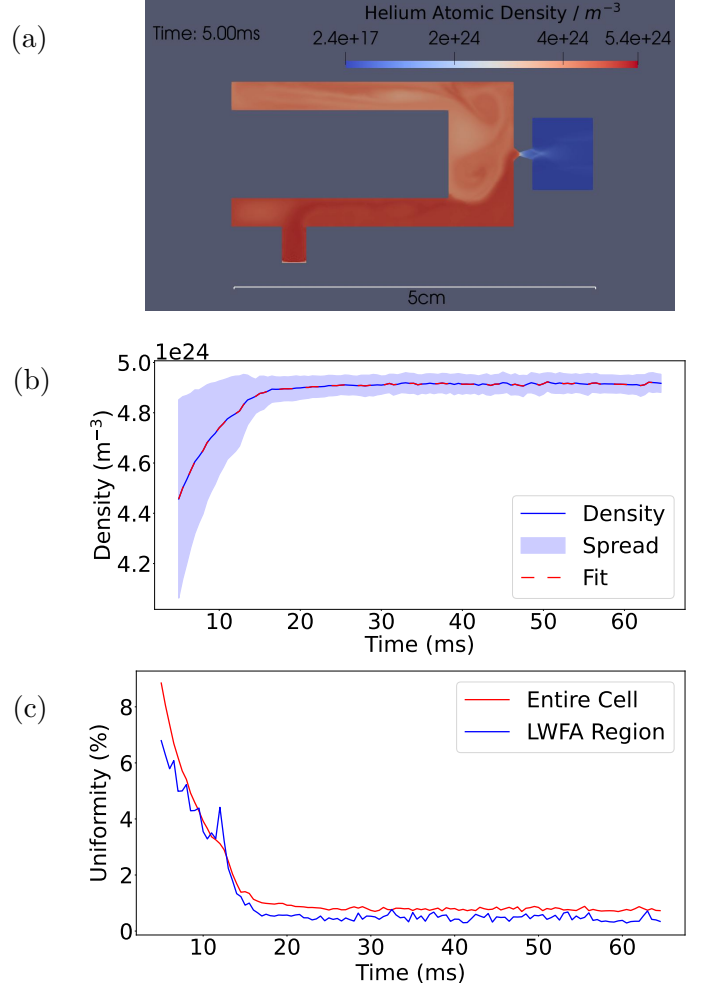 (a)
Helium Atomic Density / m⁻³
Time: 5.00ms
2.4e+17 2e+24 4e+24 5.4e+24
5cm
(b)
1e24
5.0
4.8
4.6
4.4
4.2
Density (m⁻³)
Density
Spread
Fit
10 20 30 40 50 60
Time (ms)
(c)
8
6
4
2
0
Uniformity (%)
Entire Cell
LWFA Region
10 20 30 40 50 60
Time (ms)